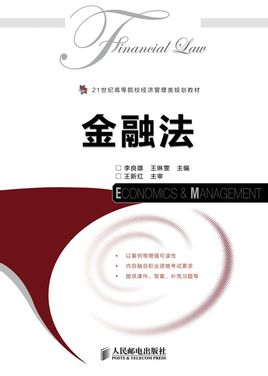 Financial Law
21世纪高等院校经济管理类规划教材
金融法
□ 李良雄 王琳雯 主编
□ 王新红 主审
ECONOMICS & MANAGEMENT
• 以案例等增强可读性
• 内容融合职业资格考试要求
• 提供课件、答案、补充习题等
人民邮电出版社
POSTS & TELECOM PRESS